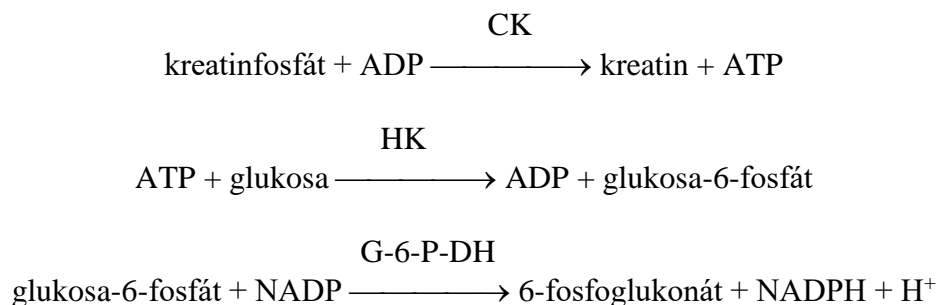 CK
kreatinfosfát + ADP ⟶ kreatin + ATP
HK
ATP + glukosa ⟶ ADP + glukosa-6-fosfát
G-6-P-DH
glukosa-6-fosfát + NADP ⟶ 6-fosfoglukonát + NADPH + H⁺